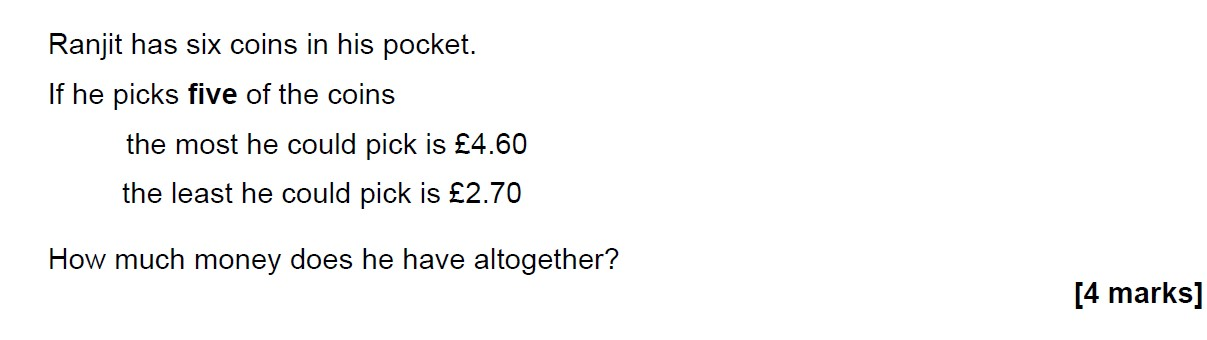 Ranjit has six coins in his pocket.
If he picks five of the coins
the most he could pick is £4.60
the least he could pick is £2.70
How much money does he have altogether?
[4 marks]